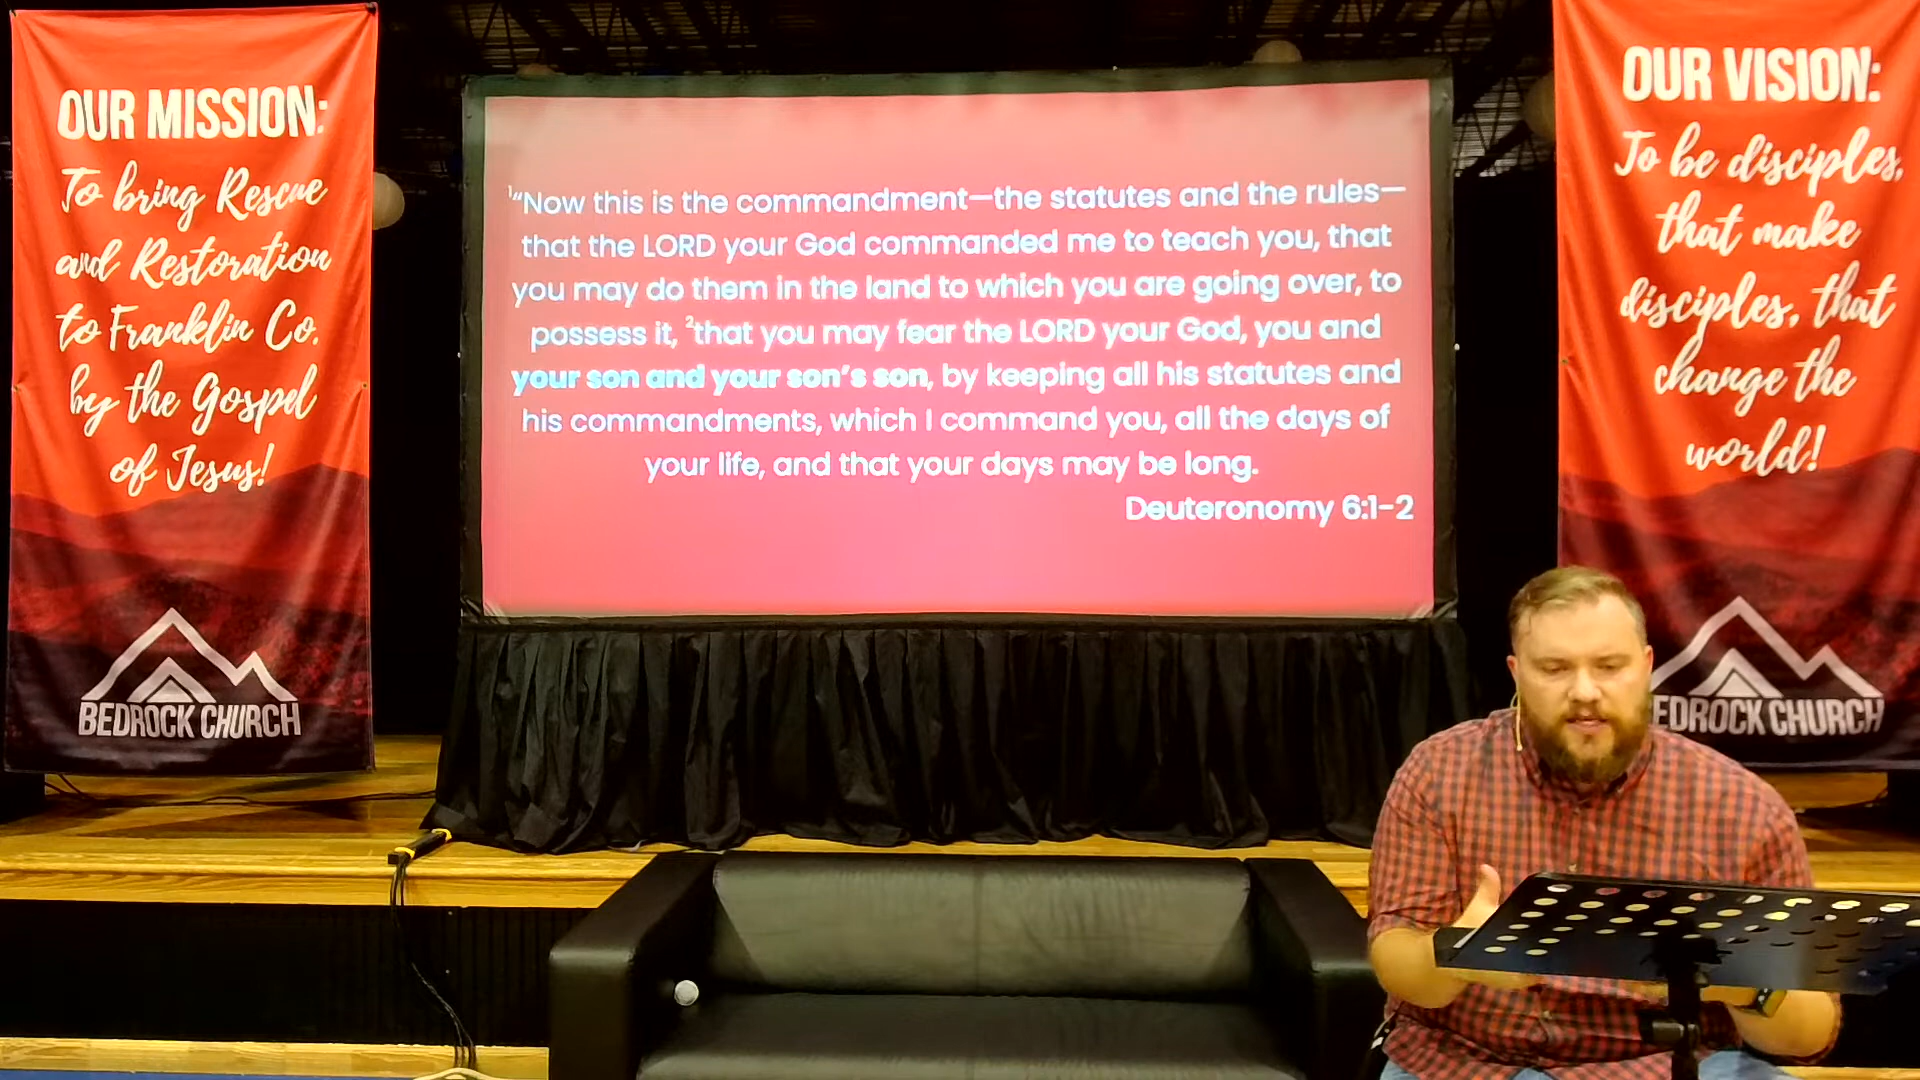 OUR MISSION:
To bring Rescue
and Restoration
to Franklin Co.
by the Gospel
of Jesus!
BEDROCK CHURCH
¹“Now this is the commandment—the statutes and the rules—
that the LORD your God commanded me to teach you, that
you may do them in the land to which you are going over, to
possess it, ²that you may fear the LORD your God, you and
your son and your son’s son, by keeping all his statutes and
his commandments, which I command you, all the days of
your life, and that your days may be long.
Deuteronomy 6:1-2
OUR VISION:
To be disciples,
that make
disciples, that
change the
world!
EDROCK CHURCH